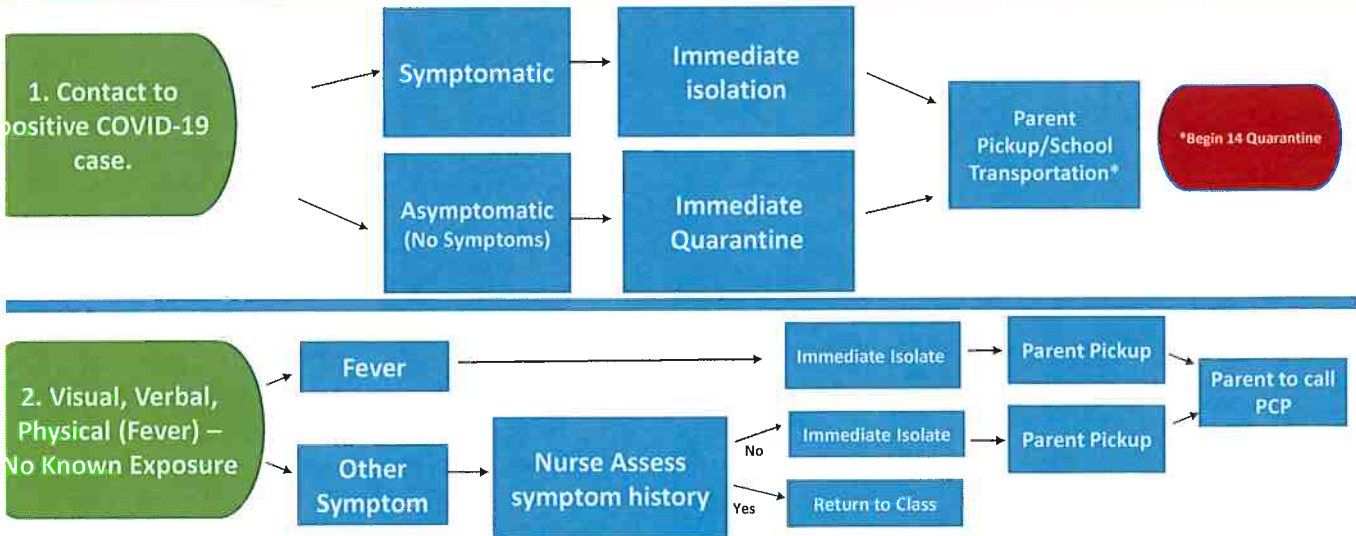 1. Contact to
positive COVID-19
case.
Symptomatic
Immediate
isolation
Asymptomatic
(No Symptoms)
Immediate
Quarantine
Parent
Pickup/School
Transportation*
*Begin 14 Quarantine
2. Visual, Verbal,
Physical (Fever) –
No Known Exposure
Fever
Immediate Isolate
Parent Pickup
Parent to call
PCP
Other
Symptom
Nurse Assess
symptom history
No
Immediate Isolate
Parent Pickup
Yes
Return to Class